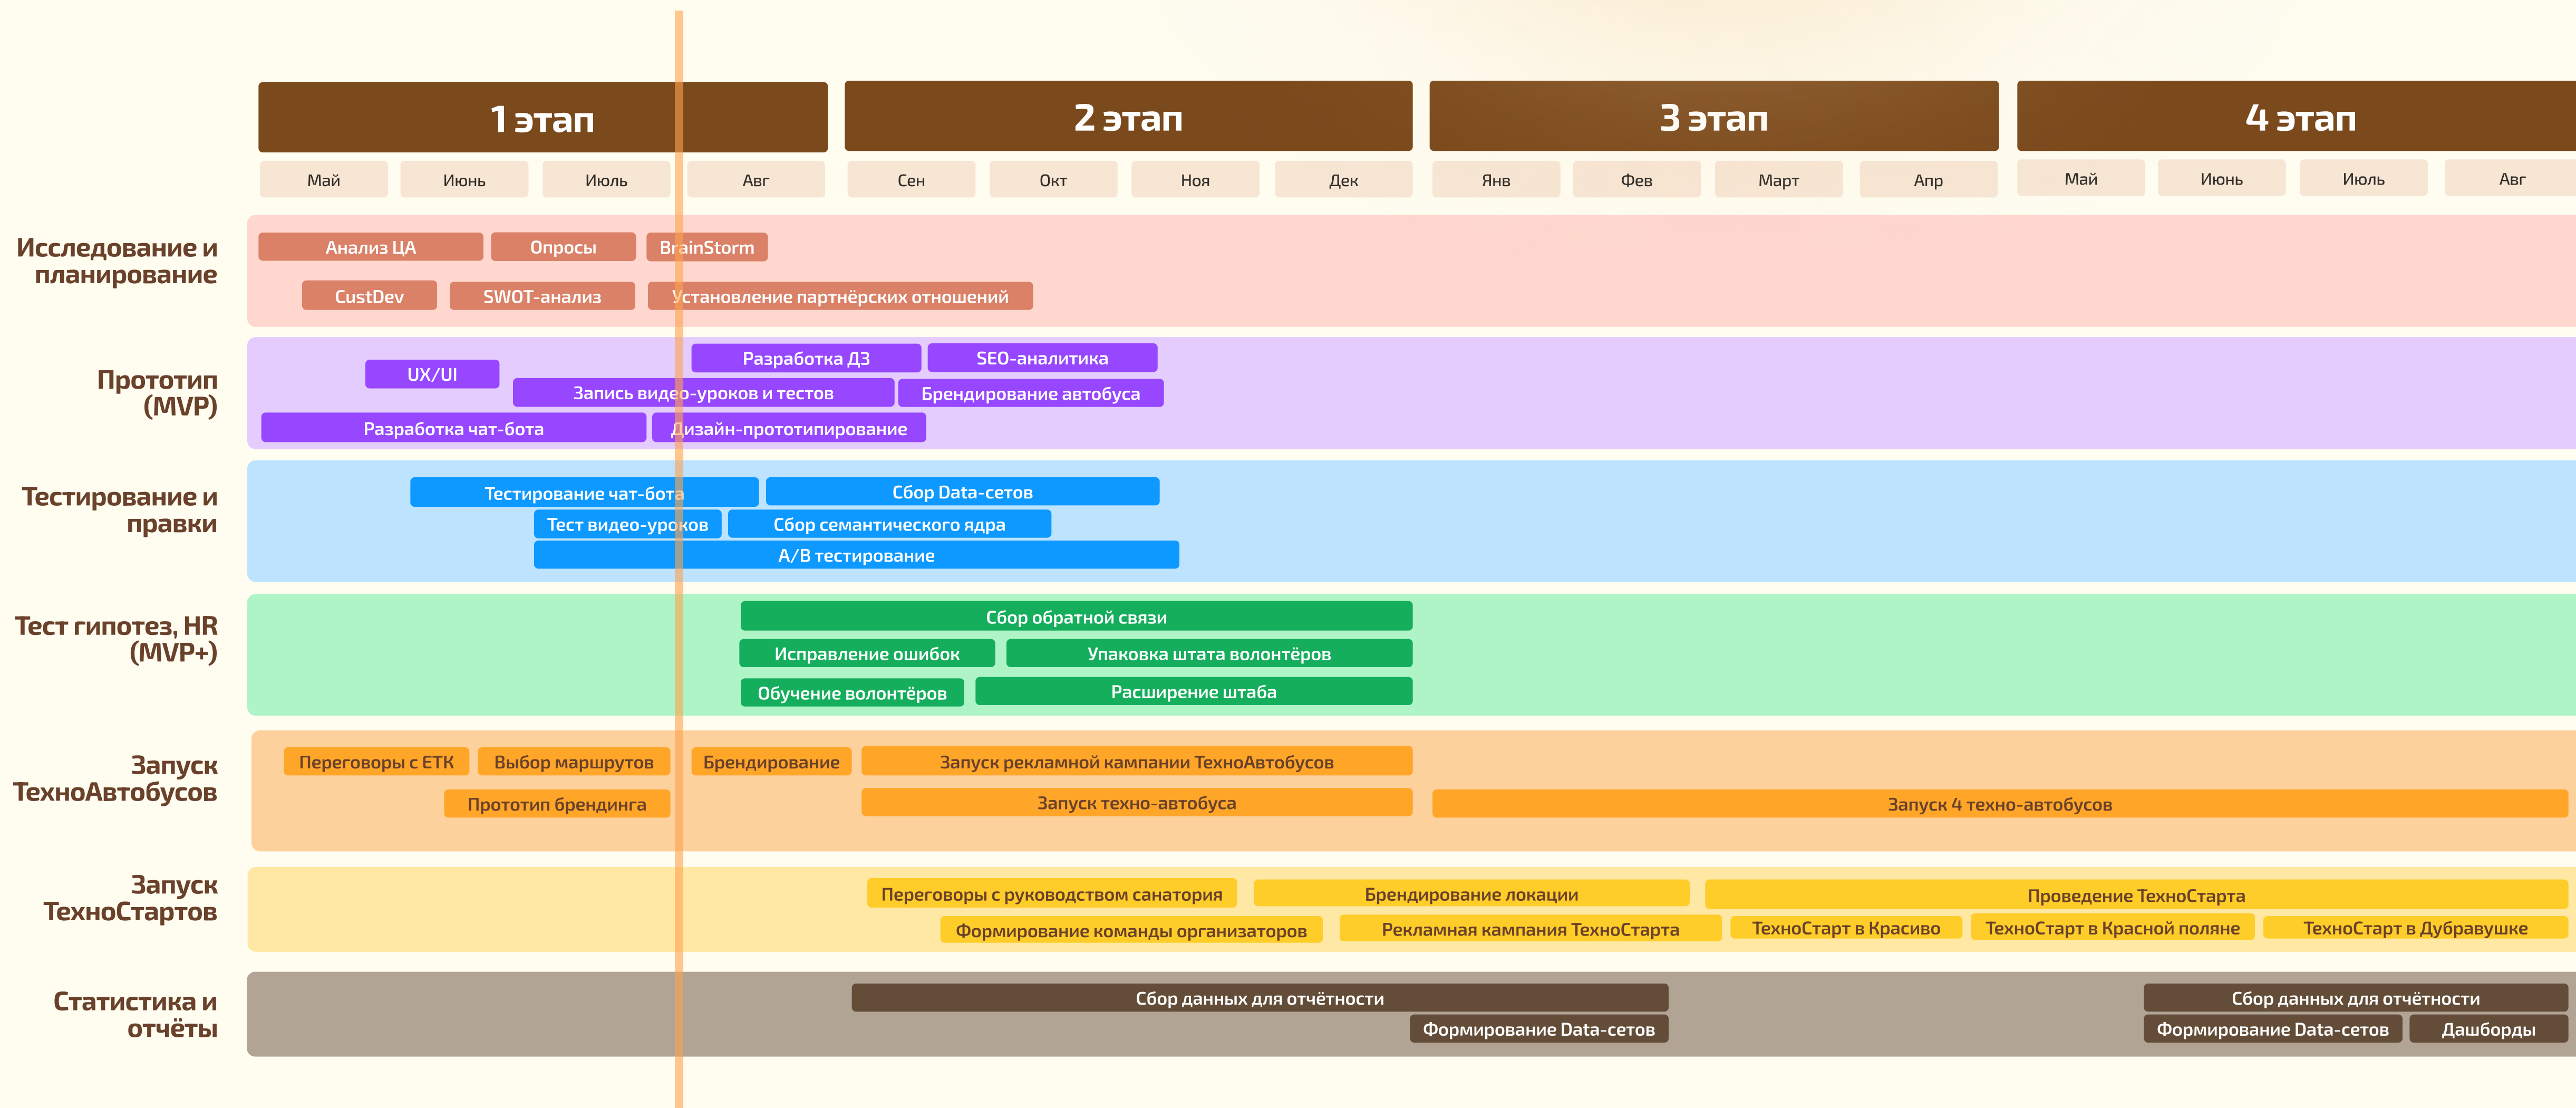 1 этап
2 этап
3 этап
4 этап
Май
Июнь
Июль
Авг
Сен
Окт
Ноя
Дек
Янв
Фев
Март
Апр
Май
Июнь
Июль
Авг
Исследование и
планирование
Анализ ЦА
Опросы
BrainStorm
CustDev
SWOT-анализ
Установление партнёрских отношений
Прототип
(MVP)
Разработка ДЗ
SEO-аналитика
UX/UI
Запись видео-уроков и тестов
Брендирование автобуса
Разработка чат-бота
Дизайн-прототипирование
Тестирование и
правки
Тестирование чат-бота
Сбор Data-сетов
Тест видео-уроков
Сбор семантического ядра
A/B тестирование
Тест гипотез, HR
(MVP+)
Сбор обратной связи
Исправление ошибок
Упаковка штата волонтёров
Обучение волонтёров
Расширение штаба
Запуск
ТехноАвтобусов
Переговоры с ЕТК
Выбор маршрутов
Брендирование
Запуск рекламной кампании ТехноАвтобусов
Прототип брендинга
Запуск техно-автобуса
Запуск 4 техно-автобусов
Запуск
ТехноСтартов
Переговоры с руководством санатория
Брендирование локации
Проведение ТехноСтарта
Формирование команды организаторов
Рекламная кампания ТехноСтарта
ТехноСтарт в Красиво
ТехноСтарт в Красной поляне
ТехноСтарт в Дубравушке
Статистика и
отчёты
Сбор данных для отчётности
Сбор данных для отчётности
Формирование Data-сетов
Формирование Data-сетов
Дашборды